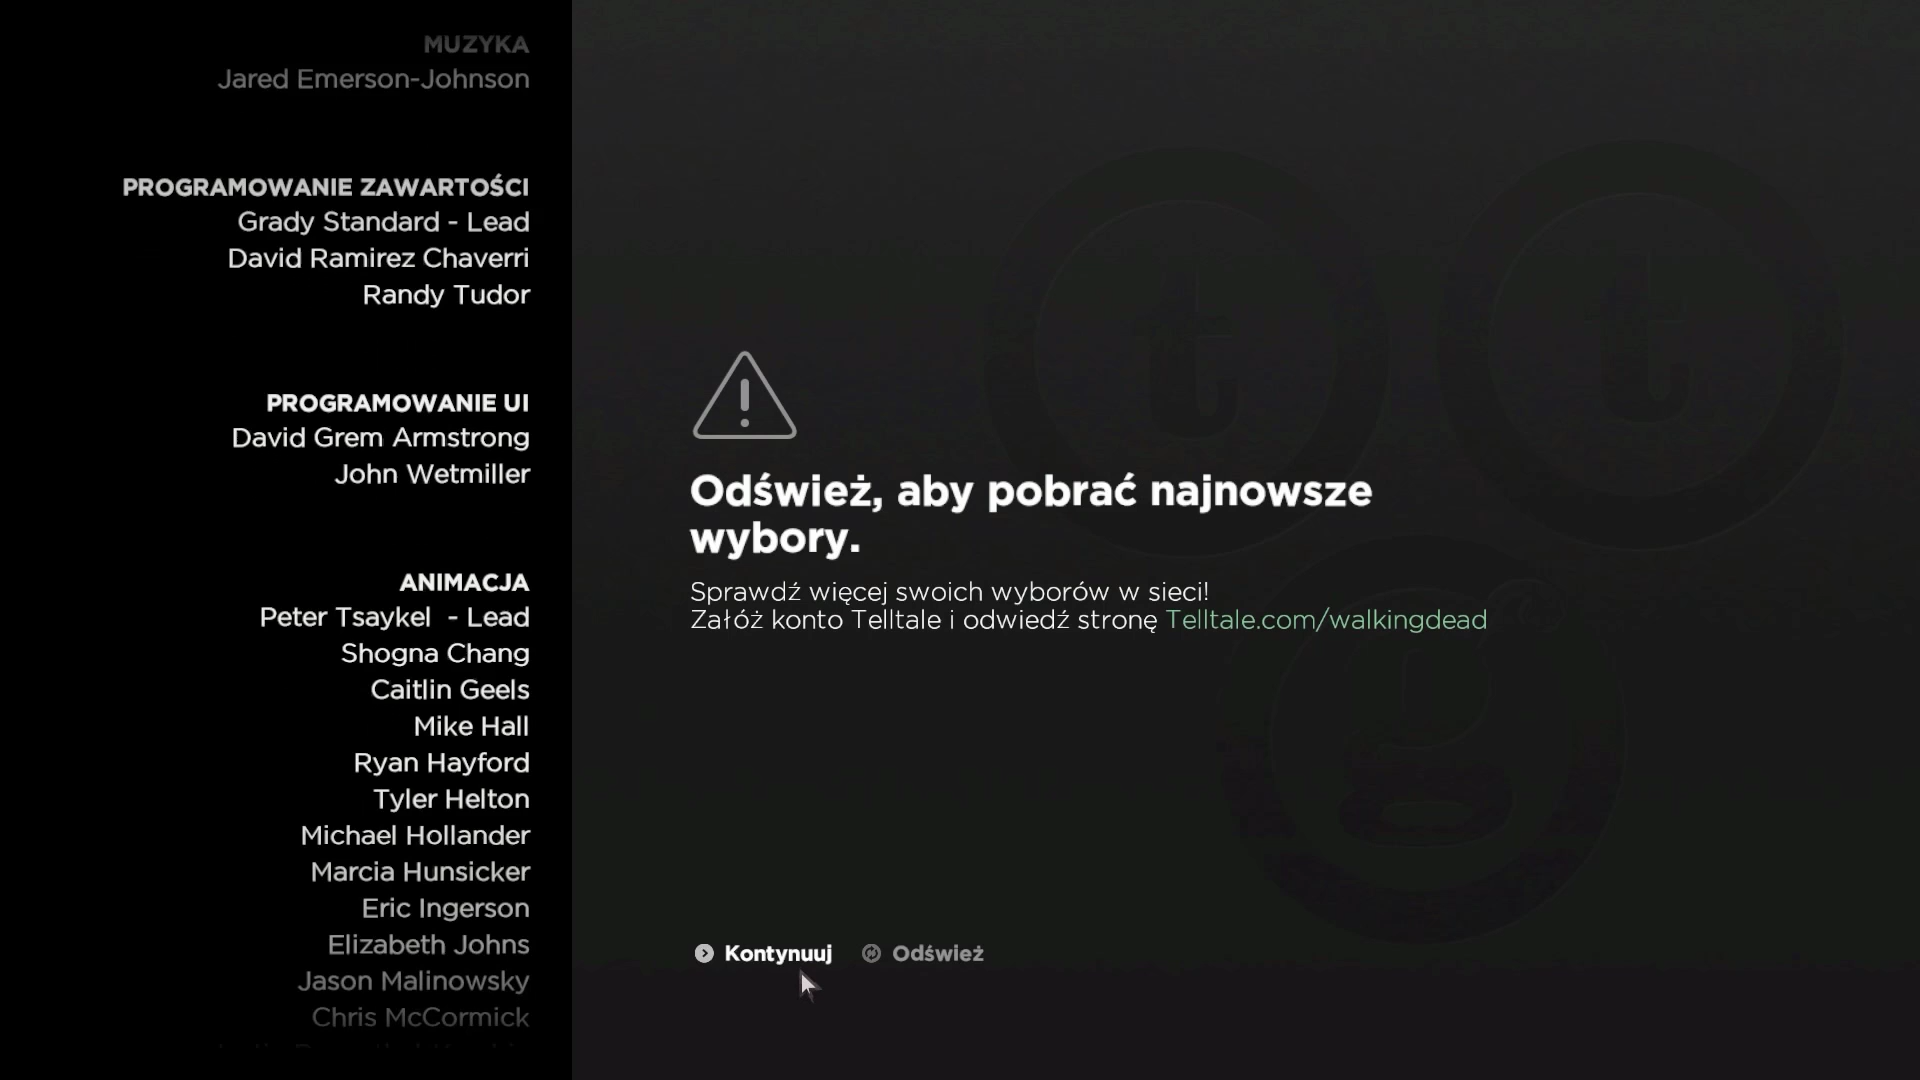 MUZYKA
Jared Emerson-Johnson
PROGRAMOWANIE ZAWARTOŚCI
Grady Standard - Lead
David Ramirez Chaverri
Randy Tudor
PROGRAMOWANIE UI
David Grem Armstrong
John Wetmiller
ANIMACJA
Peter Tsaykel - Lead
Shogna Chang
Caitlin Geels
Mike Hall
Ryan Hayford
Tyler Helton
Michael Hollander
Marcia Hunsicker
Eric Ingerson
Elizabeth Johns
Jason Malinowsky
Chris McCormick
Odśwież, aby pobrać najnowsze
wybory.
Sprawdź więcej swoich wyborów w sieci!
Załóż konto Telltale i odwiedź stronę Telltale.com/walkingdead
Kontynuuj Odśwież
t t
g